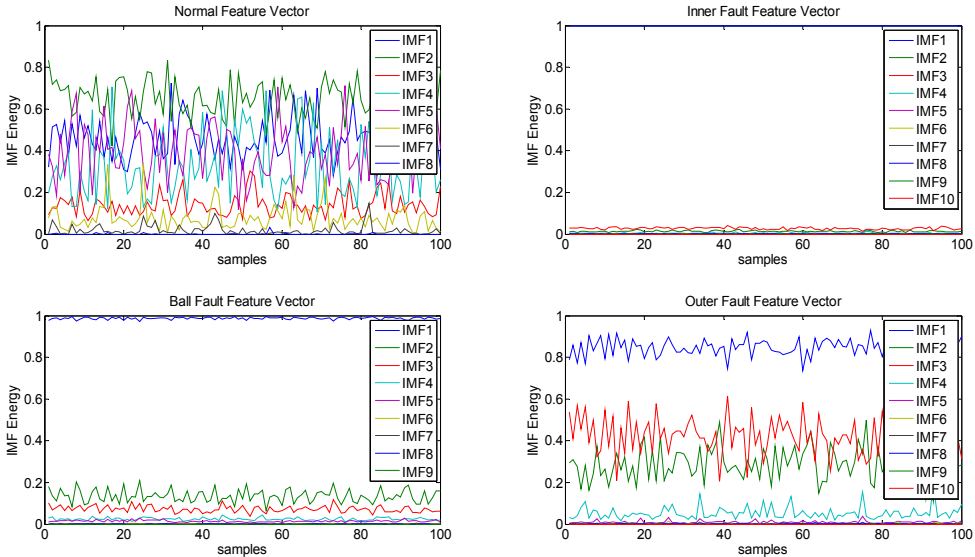 Normal Feature Vector
IMF Energy
1
0.8
0.6
0.4
0.2
0
0
20
40
60
80
100
samples
IMF1
IMF2
IMF3
IMF4
IMF5
IMF6
IMF7
IMF8
Inner Fault Feature Vector
IMF Energy
1
0.8
0.6
0.4
0.2
0
0
20
40
60
80
100
samples
IMF1
IMF2
IMF3
IMF4
IMF5
IMF6
IMF7
IMF8
IMF9
IMF10
Ball Fault Feature Vector
IMF Energy
1
0.8
0.6
0.4
0.2
0
0
20
40
60
80
100
samples
IMF1
IMF2
IMF3
IMF4
IMF5
IMF6
IMF7
IMF8
IMF9
Outer Fault Feature Vector
IMF Energy
1
0.8
0.6
0.4
0.2
0
0
20
40
60
80
100
samples
IMF1
IMF2
IMF3
IMF4
IMF5
IMF6
IMF7
IMF8
IMF9
IMF10